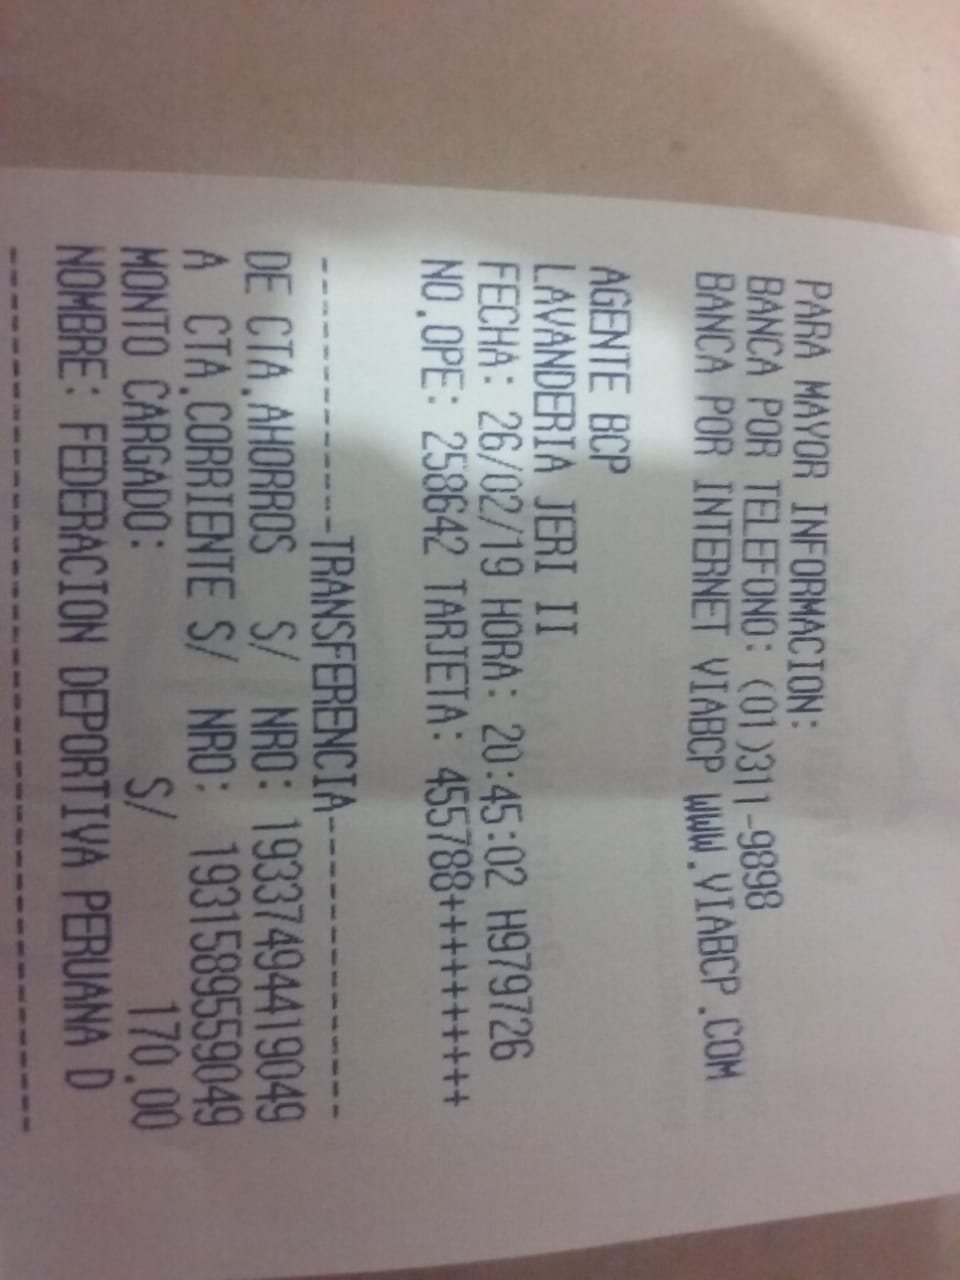 PARA MAYOR INFORMACION:
BANCA POR TELEFONO: (01)311-9898
BANCA POR INTERNET VIABCP WWW.VIABCP.COM
AGENTE BCP
LAVANDERIA JERI II
FECHA: 26/02/19 HORA: 20:45:02 H979726
NO.OPE: 258642 TARJETA: 455788++++++++++
------------TRANSFERENCIA-------------
DE CTA.AHORROS S/ NRO: 19337494419049
A CTA.CORRIENTE S/ NRO: 1931589559049
MONTO CARGADO: S/ 170.00
NOMBRE: FEDERACION DEPORTIVA PERUANA D
----------------------------------------